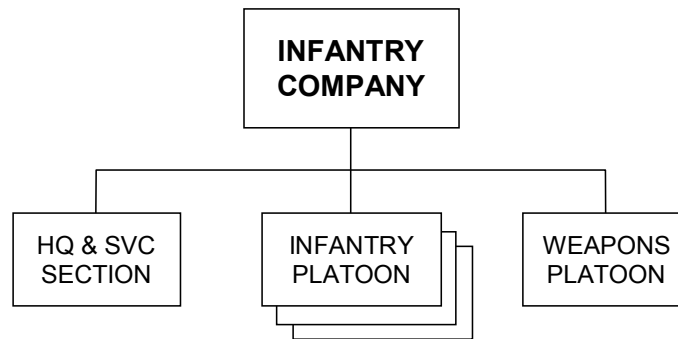 INFANTRY
COMPANY
HQ & SVC
SECTION
INFANTRY
PLATOON
WEAPONS
PLATOON